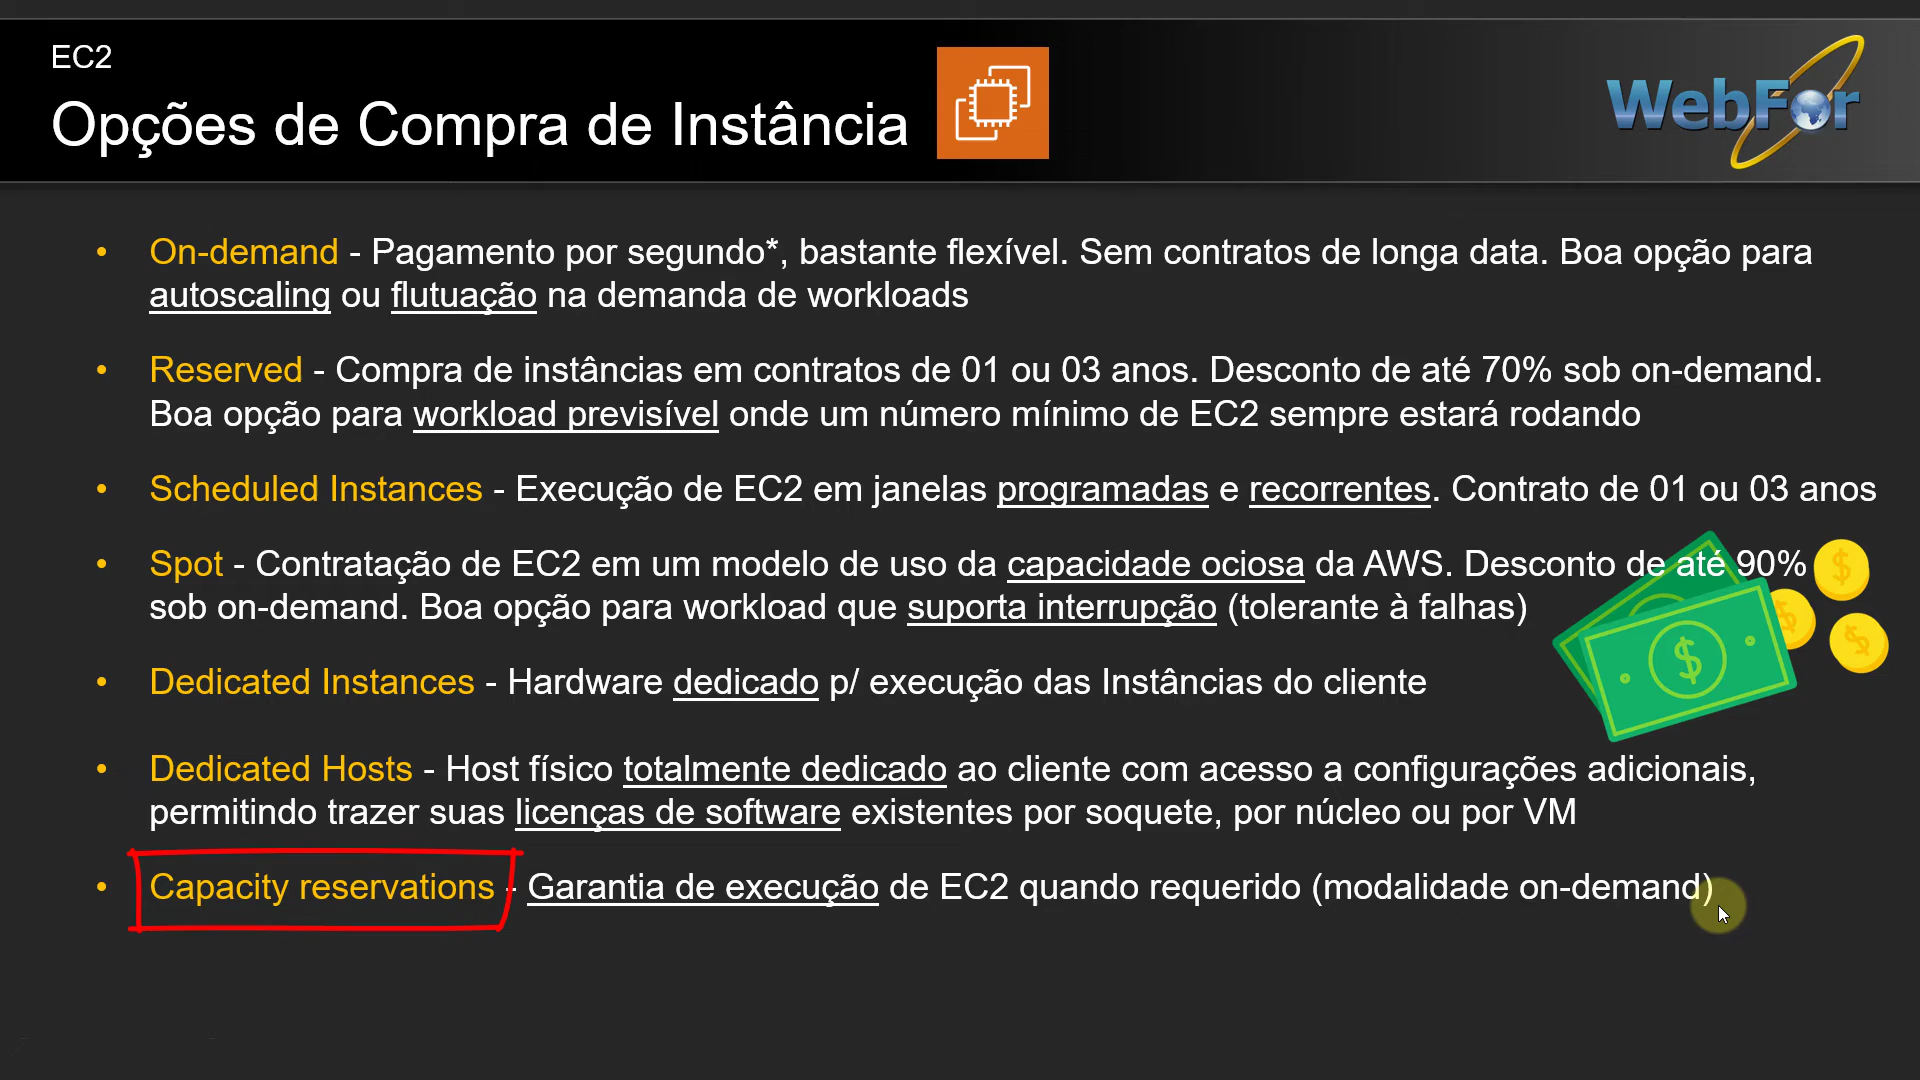 EC2
Opções de Compra de Instância
WebFor
• On-demand - Pagamento por segundo*, bastante flexível. Sem contratos de longa data. Boa opção para
autoscaling ou flutuação na demanda de workloads
• Reserved - Compra de instâncias em contratos de 01 ou 03 anos. Desconto de até 70% sob on-demand.
Boa opção para workload previsível onde um número mínimo de EC2 sempre estará rodando
• Scheduled Instances - Execução de EC2 em janelas programadas e recorrentes. Contrato de 01 ou 03 anos
• Spot - Contratação de EC2 em um modelo de uso da capacidade ociosa da AWS. Desconto de até 90%
sob on-demand. Boa opção para workload que suporta interrupção (tolerante à falhas)
• Dedicated Instances - Hardware dedicado p/ execução das Instâncias do cliente
• Dedicated Hosts - Host físico totalmente dedicado ao cliente com acesso a configurações adicionais,
permitindo trazer suas licenças de software existentes por soquete, por núcleo ou por VM
• Capacity reservations - Garantia de execução de EC2 quando requerido (modalidade on-demand)